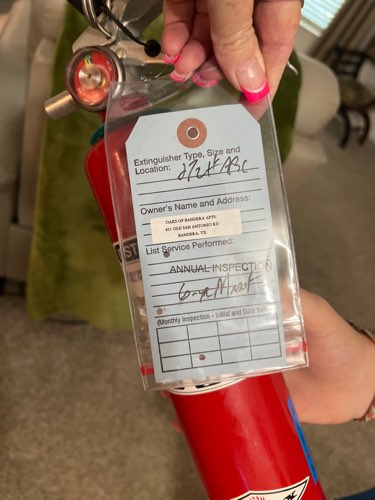 Extinguisher Type, Size and
Location:
Owner's Name and Address:
OAKS OF BANDERA APTS.
451 OLD SAN ANTONIO RD
BANDERA, TX.
List Service Performed:
ANNUAL INSPECTION
(Monthly Inspection - Initial and Date
ST